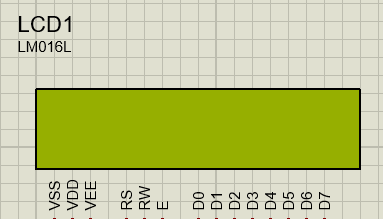 LCD1
LM016L
VSS VDD VEE RS RW E D0 D1 D2 D3 D4 D5 D6 D7